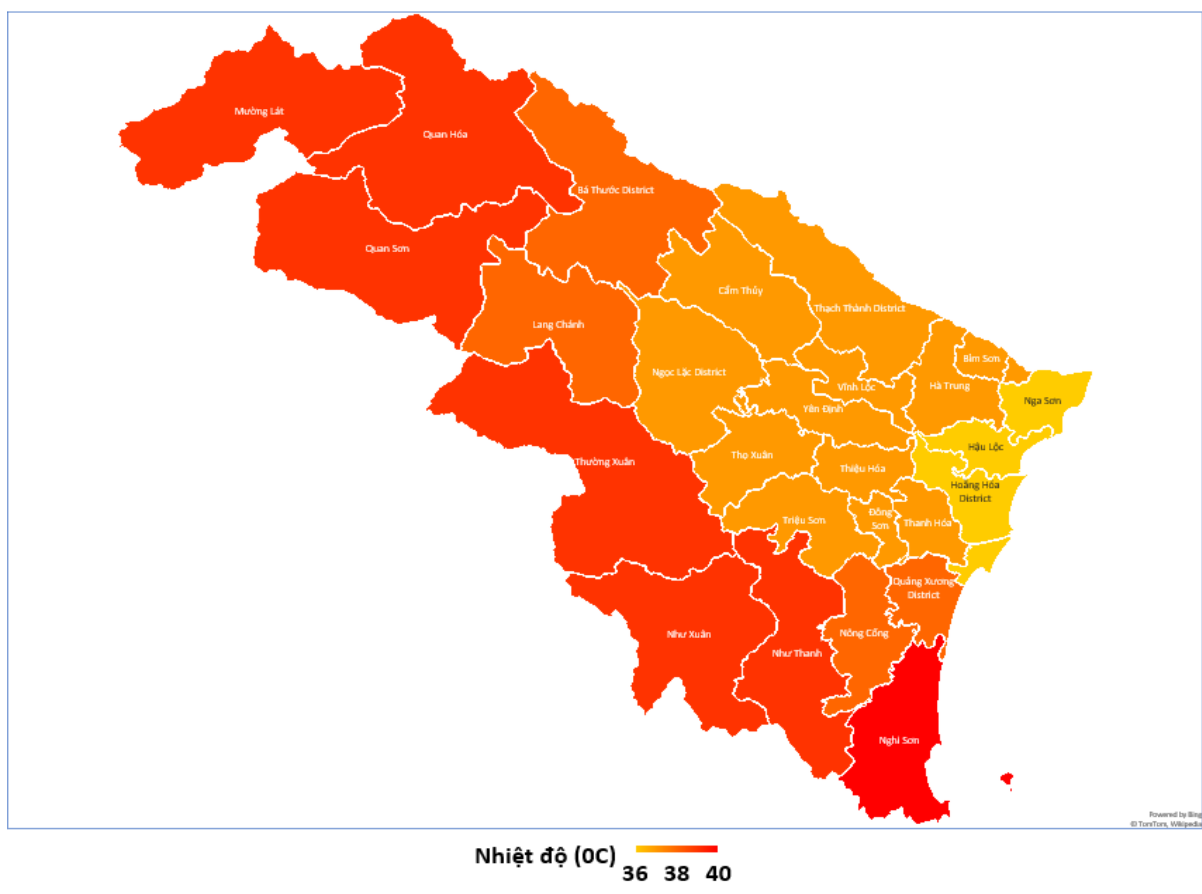 Mường Lát
Quan Hóa
Bá Thước District
Quan Sơn
Cẩm Thủy
Thạch Thành District
Lang Chánh
Bỉm Sơn
Ngọc Lặc District
Vĩnh Lộc
Hà Trung
Nga Sơn
Yên Định
Hậu Lộc
Thường Xuân
Thọ Xuân
Thiệu Hóa
Hoằng Hóa
District
Triệu Sơn
Đông
Sơn
Thanh Hóa
Quảng Xương
District
Như Xuân
Như Thanh
Nông Cống
Nghi Sơn
Powered by Bing
© TomTom, Wikipedia
Nhiệt độ (0C)
36 38 40